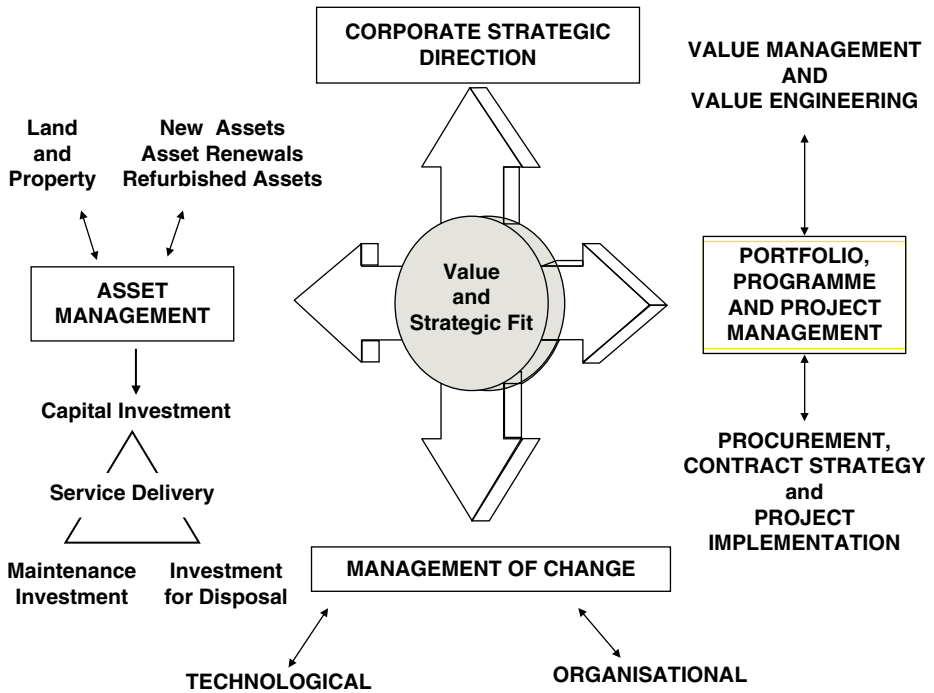 CORPORATE STRATEGIC
DIRECTION
VALUE MANAGEMENT
AND
VALUE ENGINEERING
Land
and
Property
New Assets
Asset Renewals
Refurbished Assets
ASSET
MANAGEMENT
Value
and
Strategic Fit
PORTFOLIO,
PROGRAMME
AND PROJECT
MANAGEMENT
Capital Investment
Service Delivery
Maintenance
Investment
Investment
for Disposal
PROCUREMENT,
CONTRACT STRATEGY
and
PROJECT
IMPLEMENTATION
MANAGEMENT OF CHANGE
TECHNOLOGICAL
ORGANISATIONAL